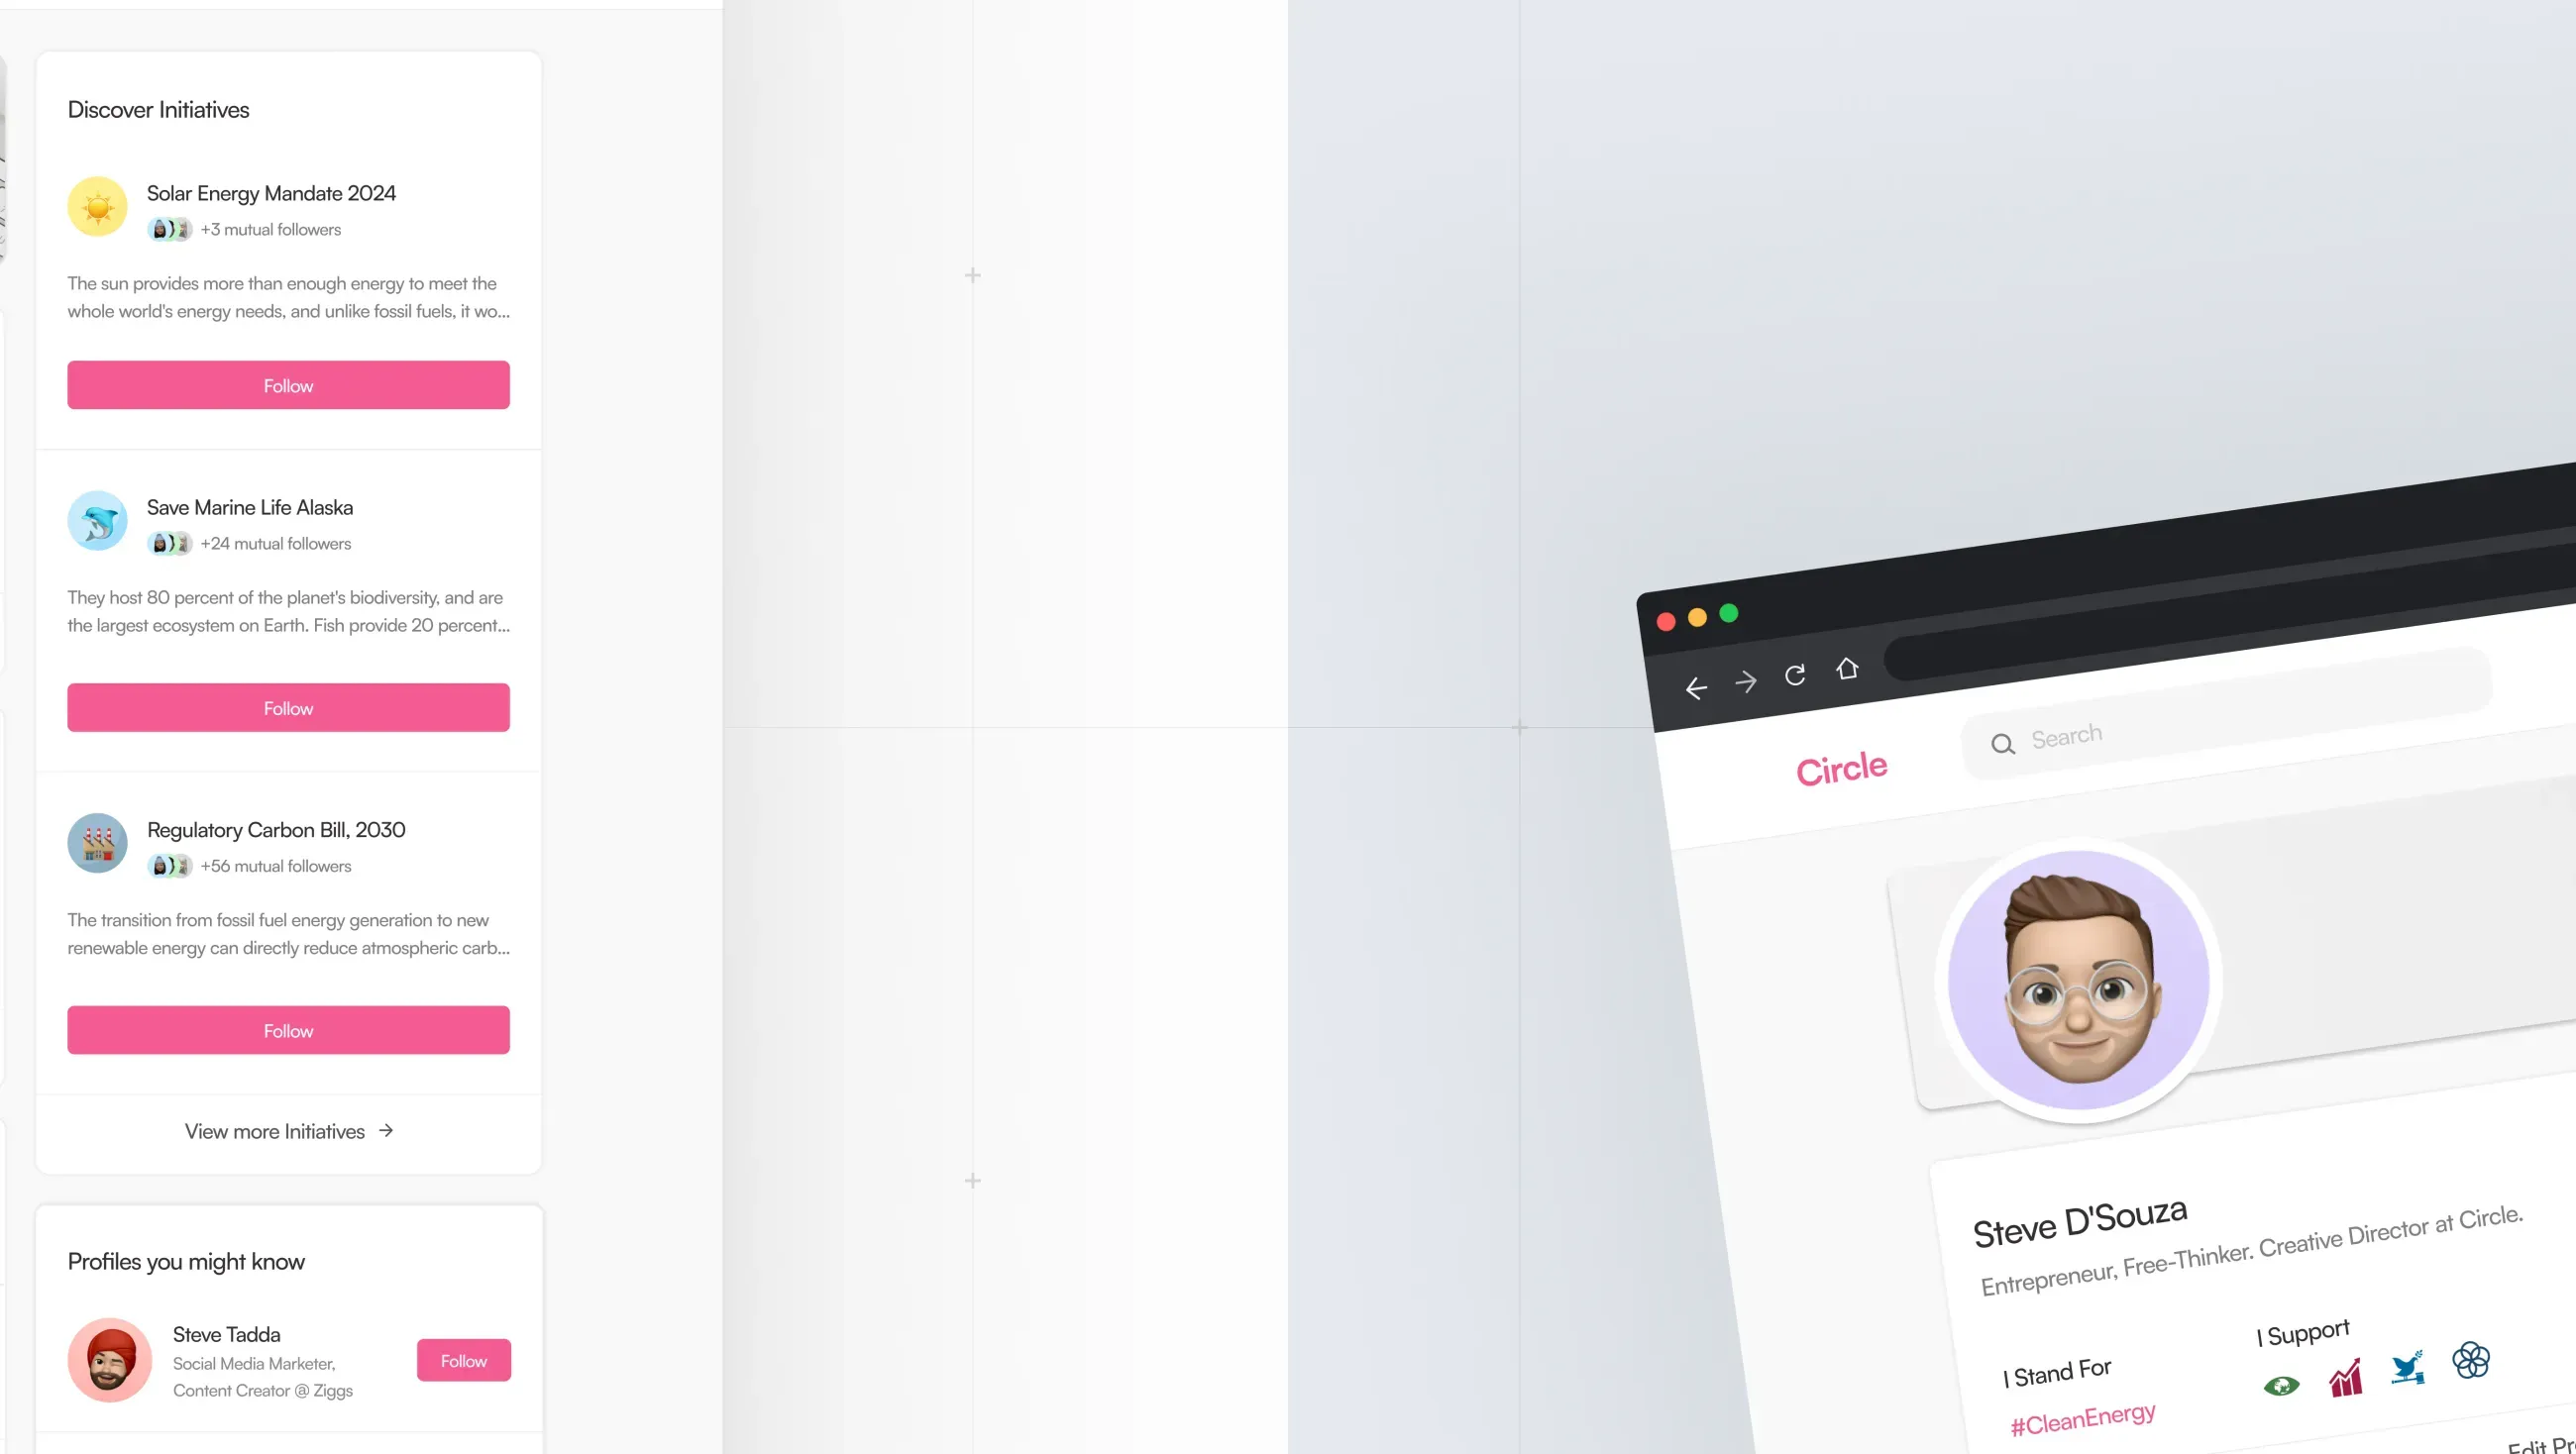 Discover Initiatives
Solar Energy Mandate 2024
+3 mutual followers
The sun provides more than enough energy to meet the
whole world's energy needs, and unlike fossil fuels, it wo...
Follow
Save Marine Life Alaska
+24 mutual followers
They host 80 percent of the planet's biodiversity, and are
the largest ecosystem on Earth. Fish provide 20 percent...
Follow
Regulatory Carbon Bill, 2030
+56 mutual followers
The transition from fossil fuel energy generation to new
renewable energy can directly reduce atmospheric carb...
Follow
View more Initiatives →
Profiles you might know
Steve Tadda
Social Media Marketer,
Content Creator @ Ziggs
Follow
Circle
Search
Steve D'Souza
Entrepreneur, Free-Thinker. Creative Director at Circle.
I Stand For
#CleanEnergy
I Support
Edit Pr